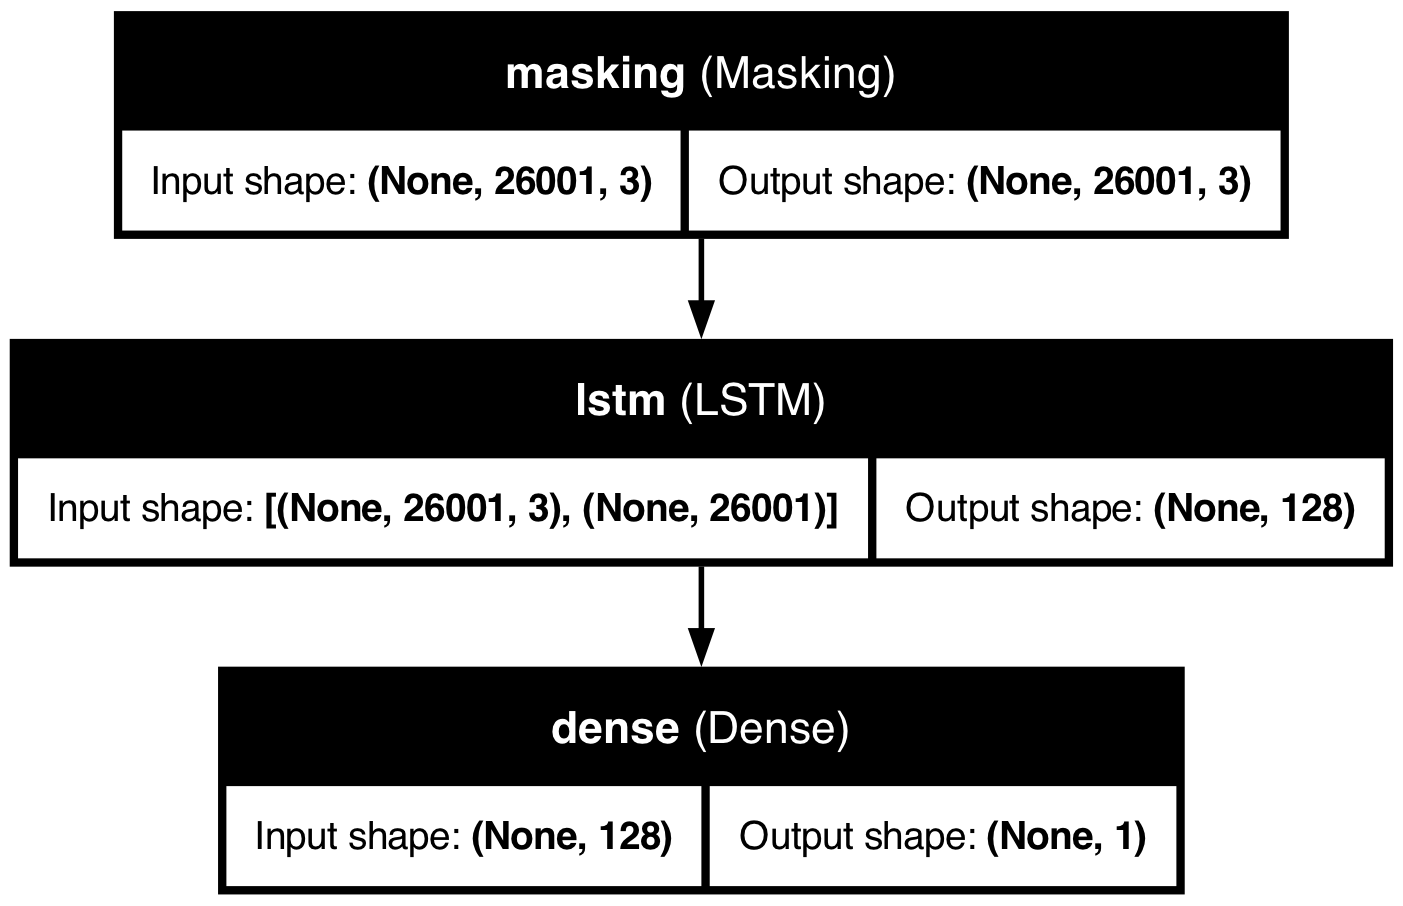 masking (Masking)
Input shape: (None, 26001, 3) Output shape: (None, 26001, 3)
lstm (LSTM)
Input shape: [(None, 26001, 3), (None, 26001)] Output shape: (None, 128)
dense (Dense)
Input shape: (None, 128) Output shape: (None, 1)